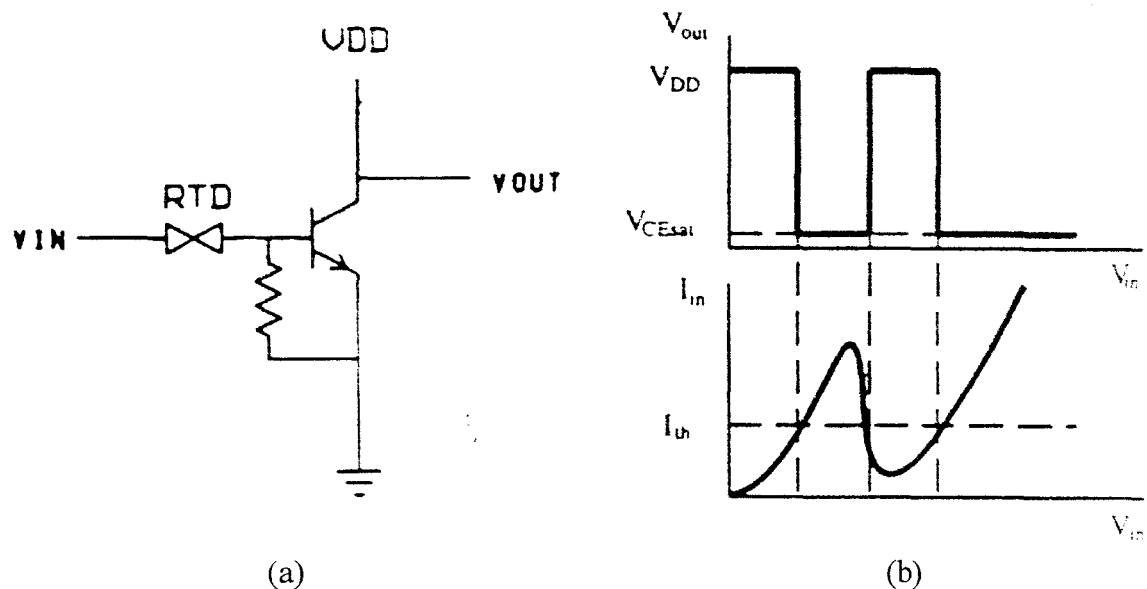 VDD
RTD
VIN
VOUT
(a)
V_out
V_DD
V_CEsat
V_in
I_in
I_th
V_in
(b)